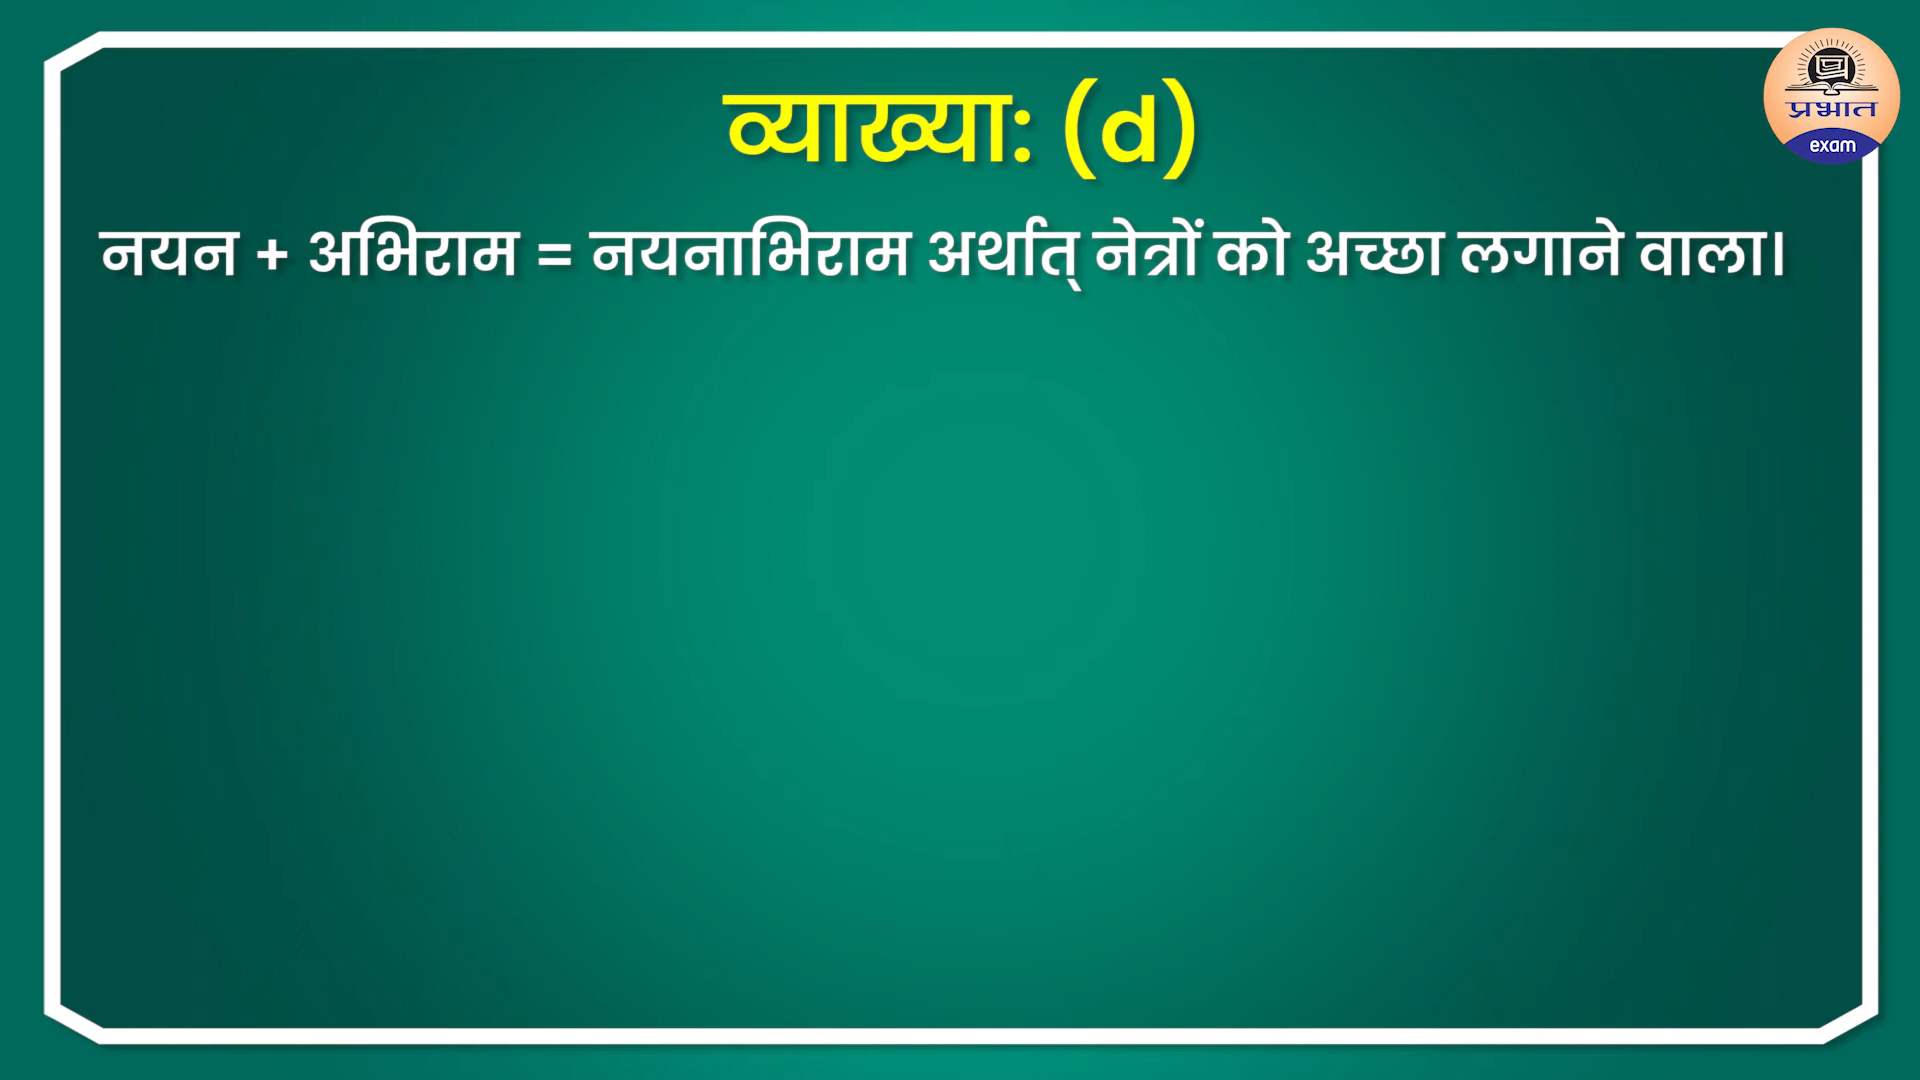 व्याख्या: (d)
नयन + अभिराम = नयनाभिराम अर्थात् नेत्रों को अच्छा लगाने वाला।
प्रभात
exam